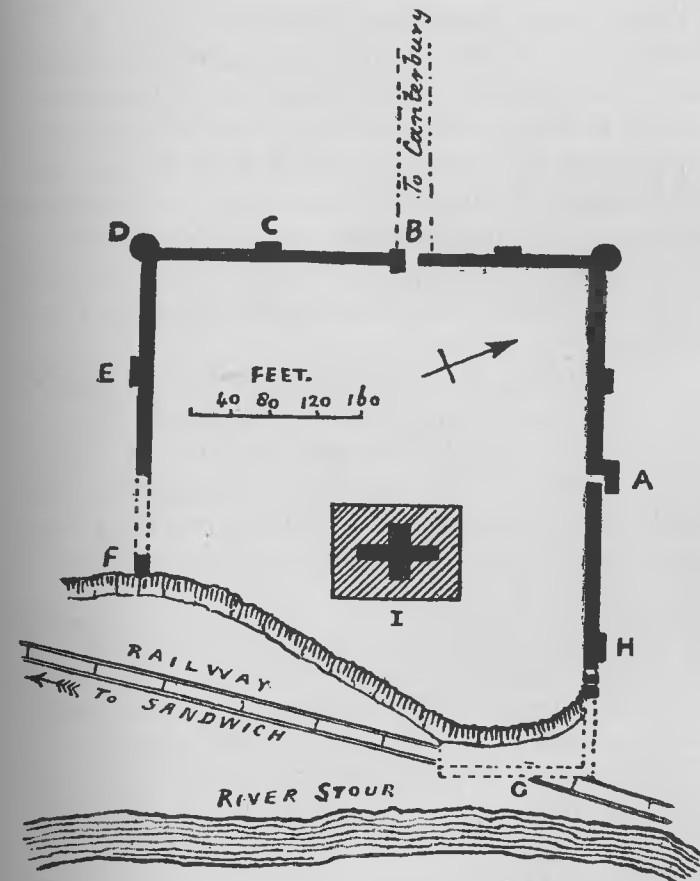 To Canterbury
D
C
B
E
FEET.
40 80 120 160
A
F
I
H
RAILWAY
TO SANDWICH
G
RIVER STOUR